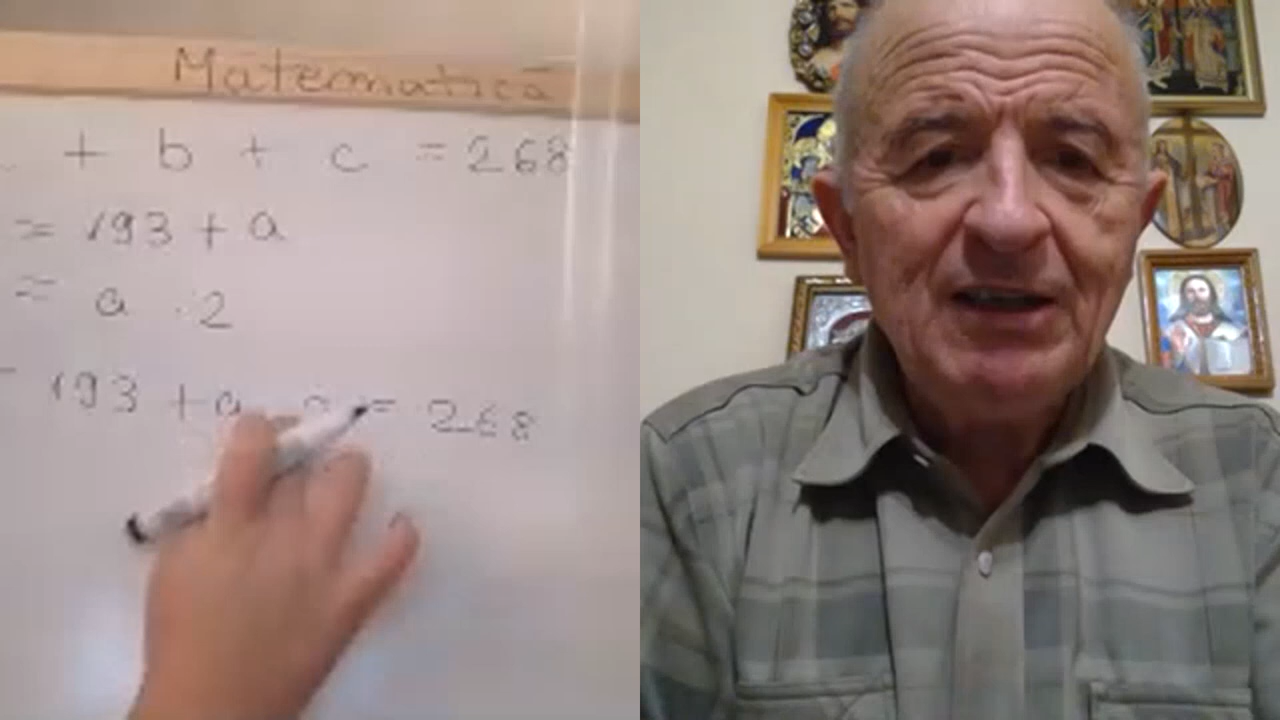 Matematică
+ b + c = 268
= 193 + a
= a · 2
193 + a = 268